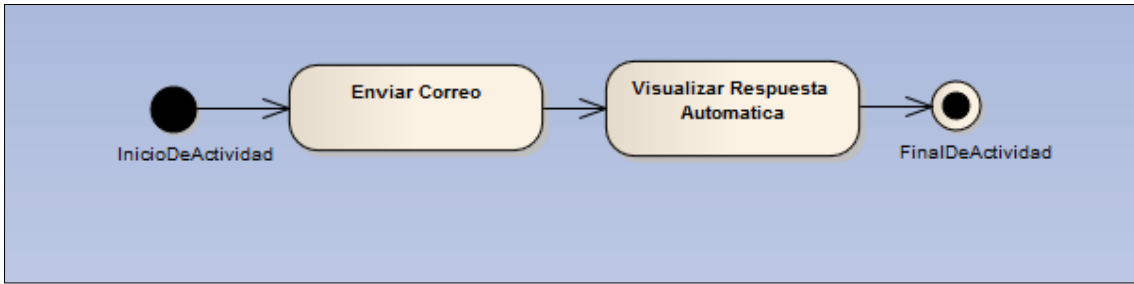 Enviar Correo
Visualizar Respuesta
Automatica
InicioDeActividad
FinalDeActividad